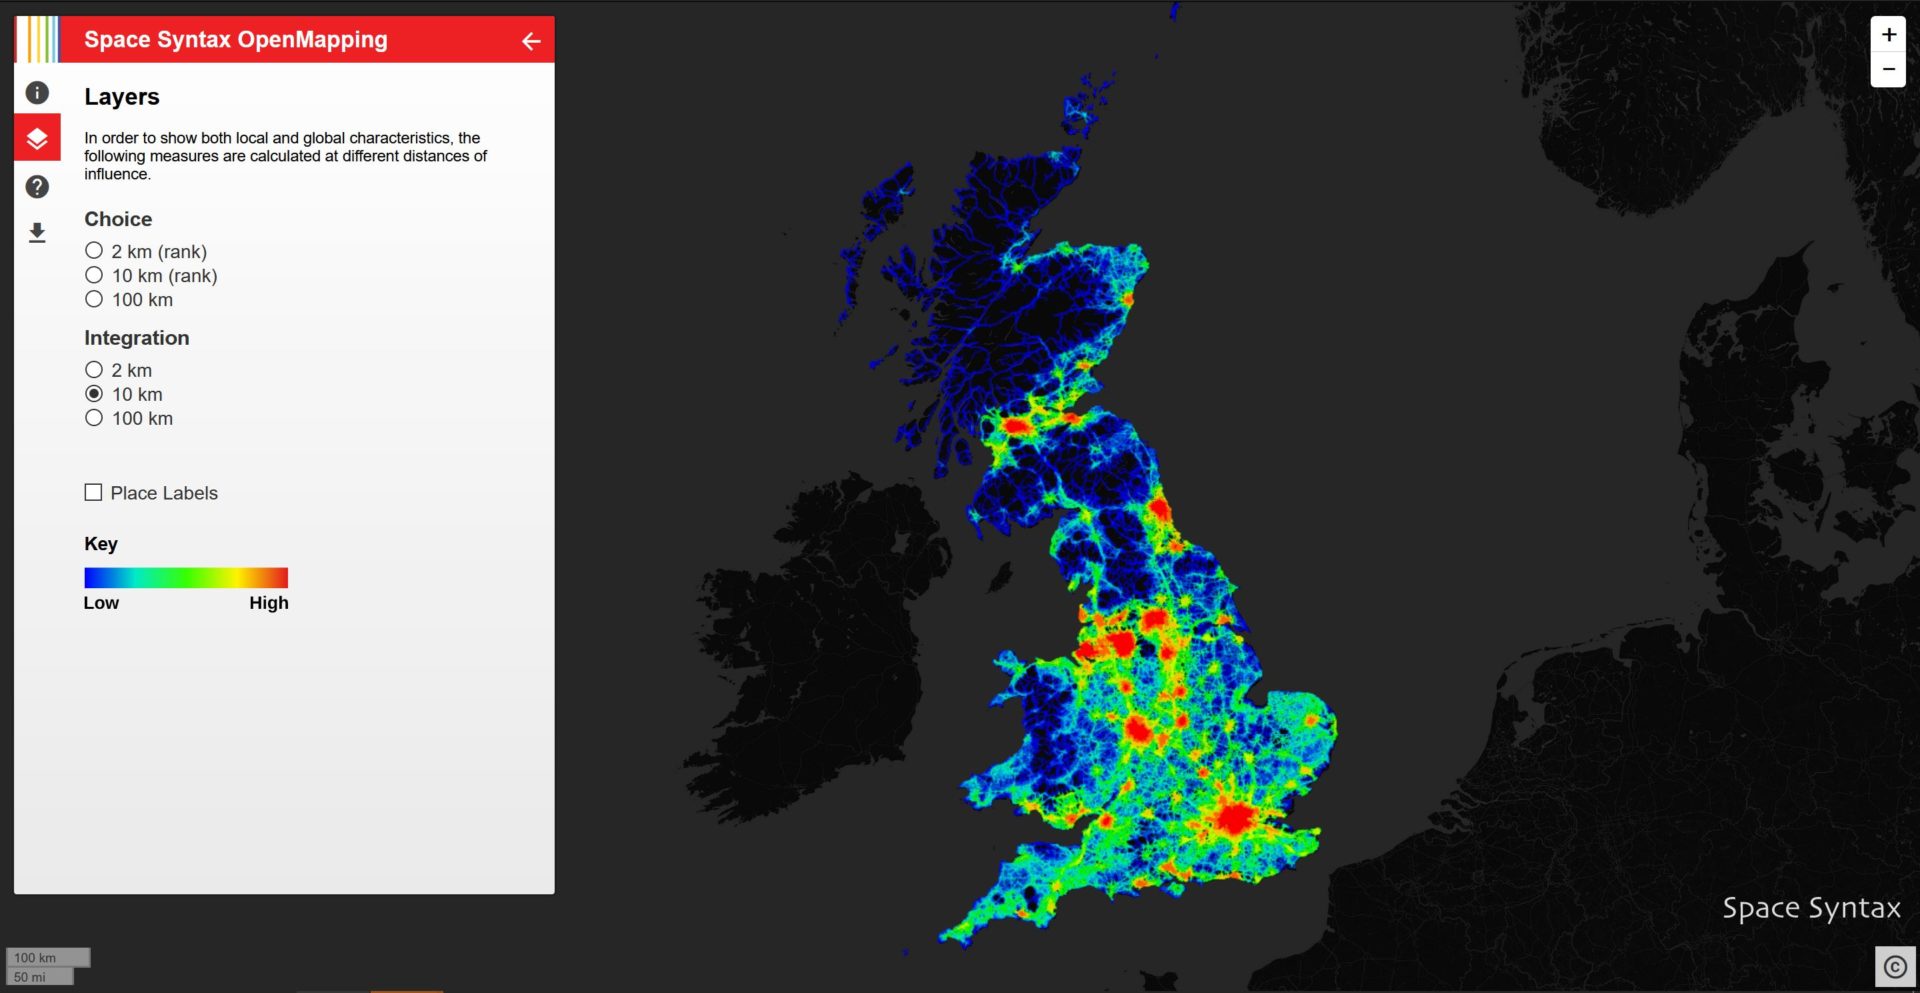 Space Syntax OpenMapping
Layers
In order to show both local and global characteristics, the
following measures are calculated at different distances of
influence.
Choice
2 km (rank)
10 km (rank)
100 km
Integration
2 km
10 km
100 km
Place Labels
Key
Low High
+
−
Space Syntax
100 km
50 mi
©